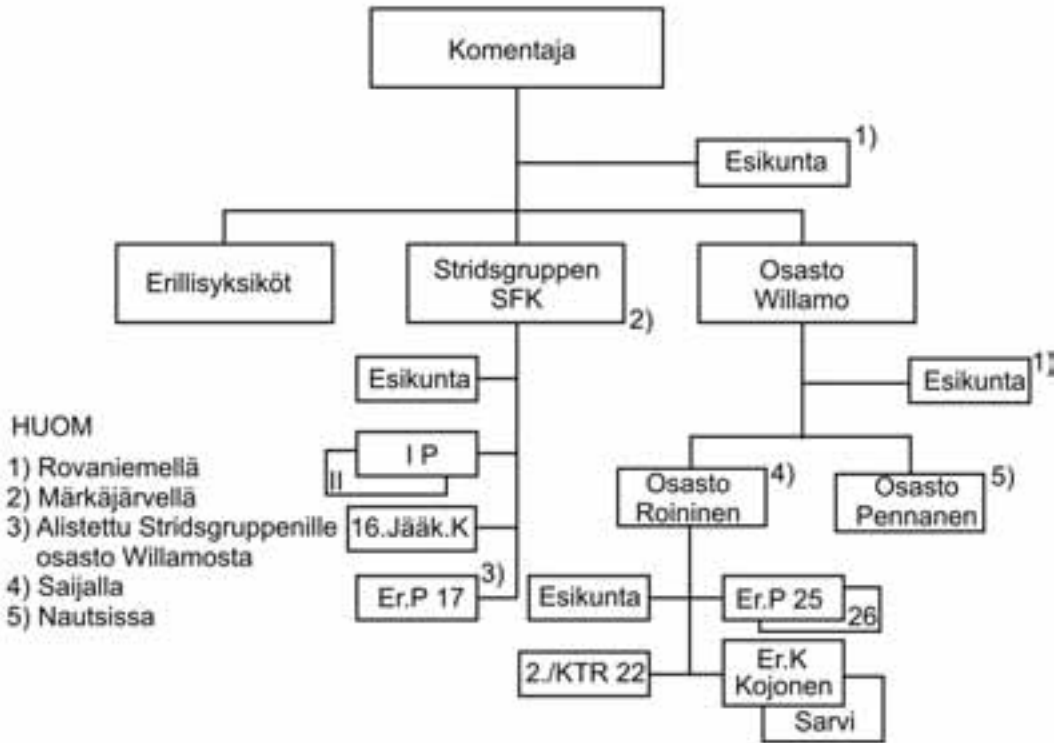 Komentaja
Esikunta 1)
Erillisyksiköt
Stridsgruppen
SFK 2)
Osasto
Willamo
Esikunta
Esikunta 1)
HUOM
1) Rovaniemellä
2) Märkäjärvellä
3) Alistettu Stridsgruppenille
osasto Willamosta
4) Saijalla
5) Nautsissa
I P
II
16.Jääk.K
Er.P 17 3)
Osasto
Roininen 4)
Osasto
Pennanen 5)
Esikunta
Er.P 25
26
2./KTR 22
Er.K
Kojonen
Sarvi